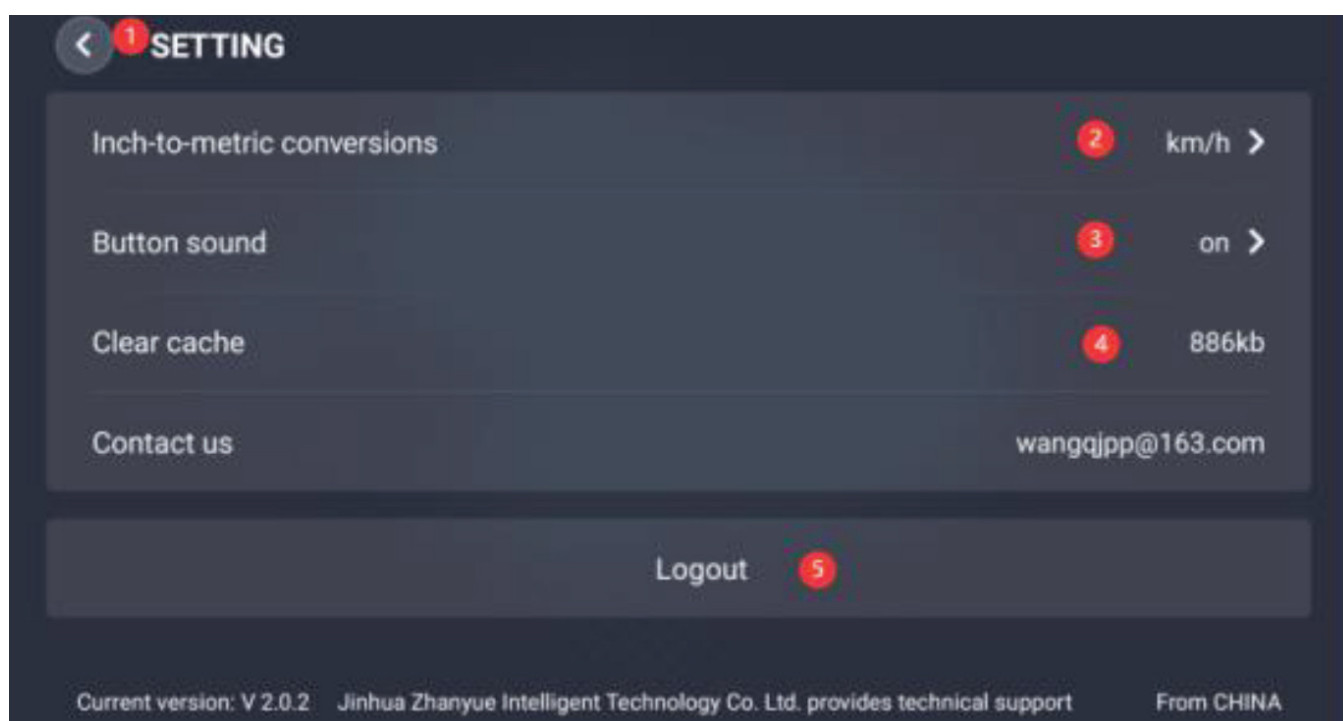 1 SETTING
Inch-to-metric conversions 2 km/h >
Button sound 3 on >
Clear cache 4 886kb
Contact us wangqjpp@163.com
Logout 5
Current version: V 2.0.2 Jinhua Zhanyue Intelligent Technology Co. Ltd. provides technical support From CHINA